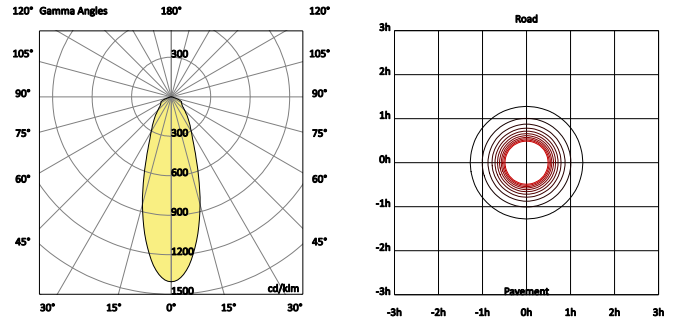 120° Gamma Angles 180° 120°
105° 300 105°
90° 90°
75° 300 75°
60° 600 60°
900
45° 1200 45°
cd/klm
1500
30° 15° 0° 15° 30°
Road
3h
2h
1h
0h
-1h
-2h
-3h
Pavement
-3h -2h -1h 0h 1h 2h 3h